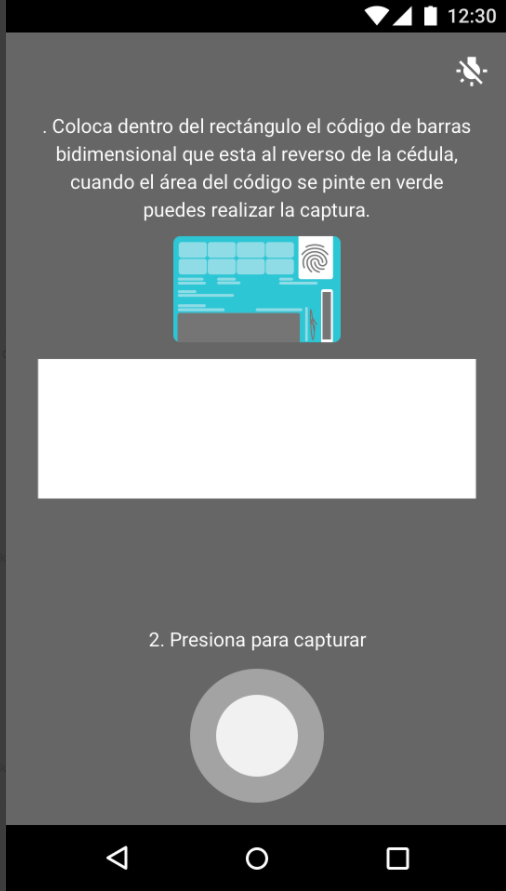 12:30
. Coloca dentro del rectángulo el código de barras
bidimensional que esta al reverso de la cédula,
cuando el área del código se pinte en verde
puedes realizar la captura.
2. Presiona para capturar